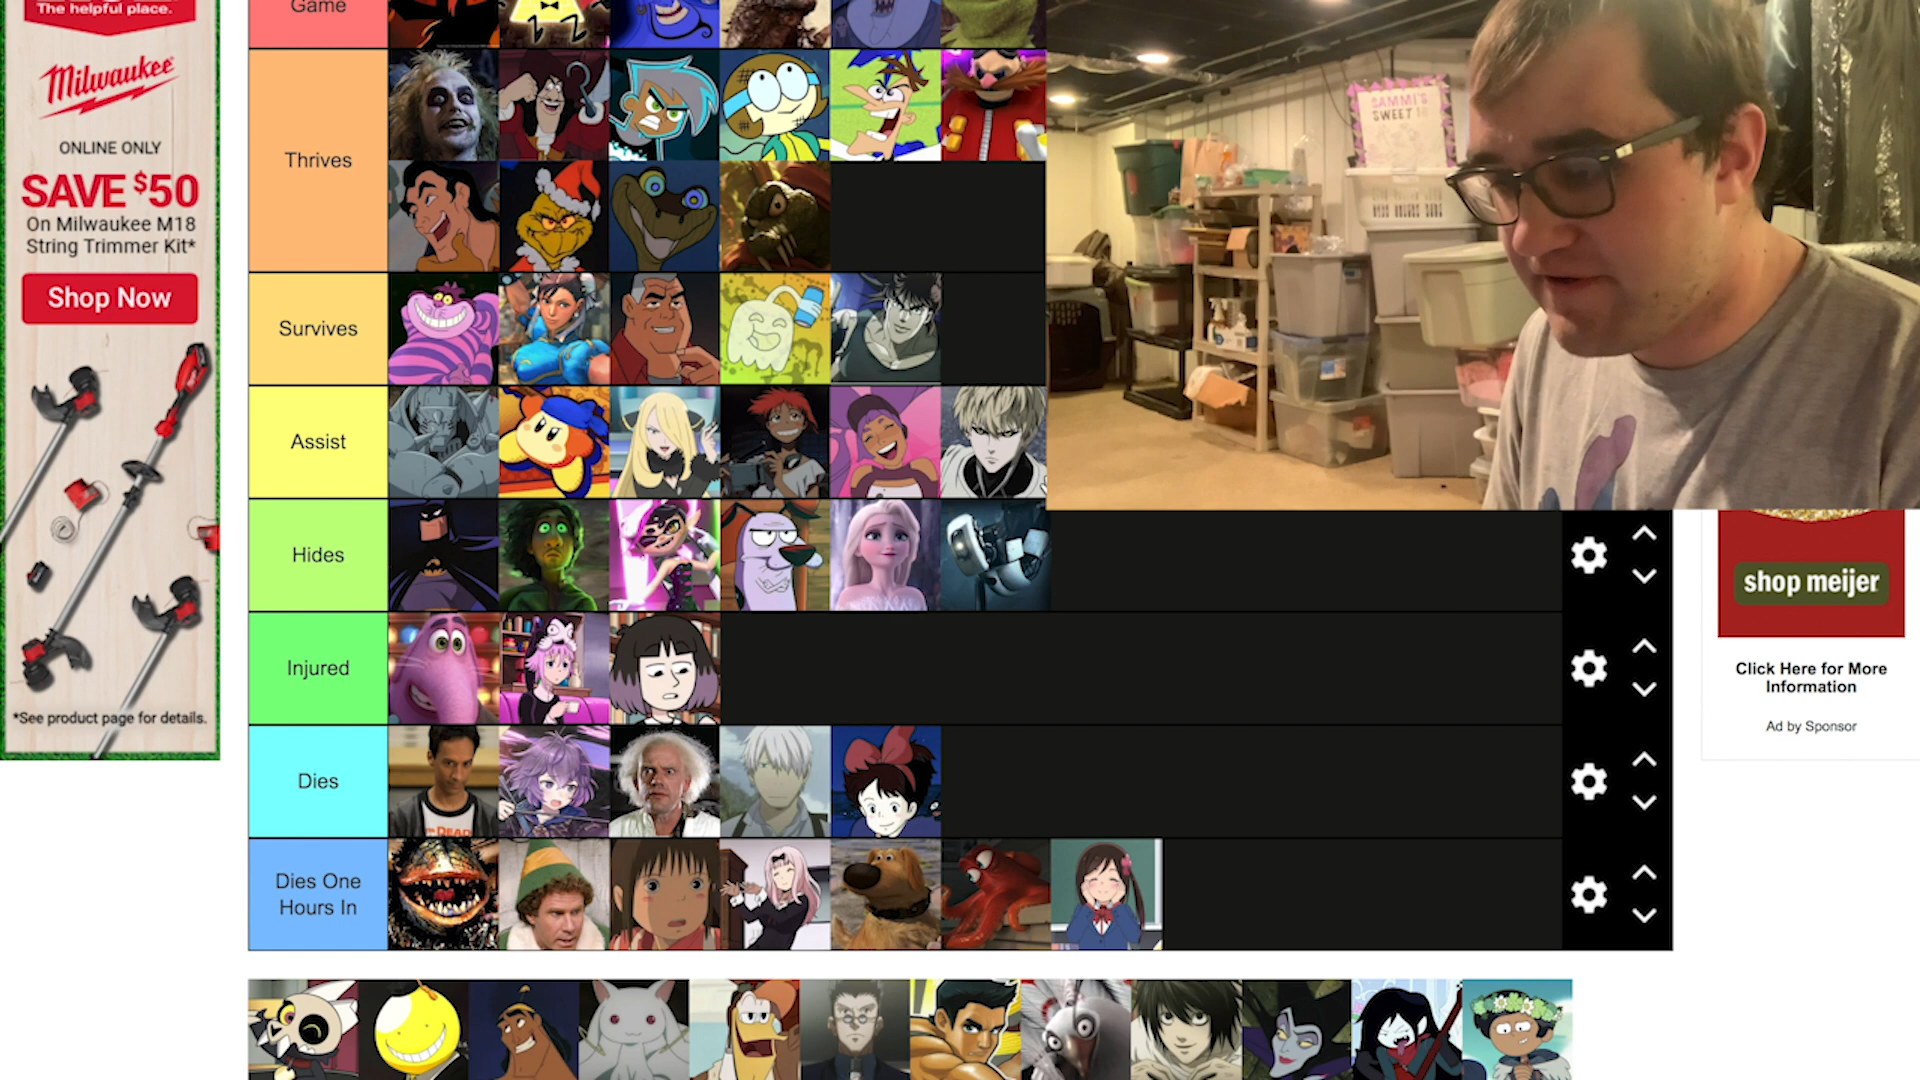 The helpful place.
Milwaukee
ONLINE ONLY
SAVE $50
On Milwaukee M18
String Trimmer Kit*
Shop Now
*See product page for details.
Game
Thrives
Survives
Assist
Hides
Injured
Dies
Dies One
Hours In
SAMMI'S
SWEET
shop meijer
Click Here for More
Information
Ad by Sponsor